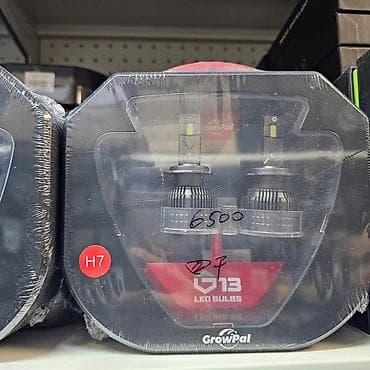 GrowPal
6500
H7
V13
LED BULBS
GrowPal